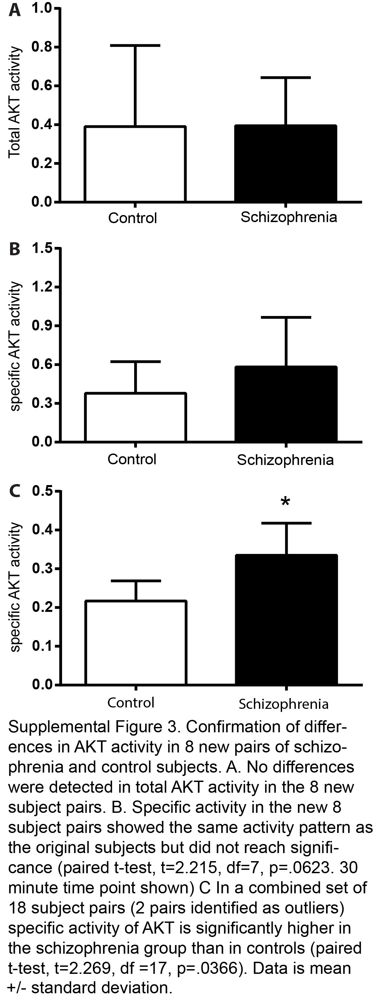 A
1.0
0.8
0.6
0.4
0.2
0.0
Total AKT activity
Control
Schizophrenia
B
1.5
1.2
0.9
0.6
0.3
0.0
specific AKT activity
Control
Schizophrenia
C
0.5
0.4
0.3
0.2
0.1
0.0
specific AKT activity
*
Control
Schizophrenia
Supplemental Figure 3. Confirmation of differ-
ences in AKT activity in 8 new pairs of schizo-
phrenia and control subjects. A. No differences
were detected in total AKT activity in the 8 new
subject pairs. B. Specific activity in the new 8
subject pairs showed the same activity pattern as
the original subjects but did not reach signifi-
cance (paired t-test, t=2.215, df=7, p=.0623. 30
minute time point shown) C In a combined set of
18 subject pairs (2 pairs identified as outliers)
specific activity of AKT is significantly higher in
the schizophrenia group than in controls (paired
t-test, t=2.269, df =17, p=.0366). Data is mean
+/- standard deviation.